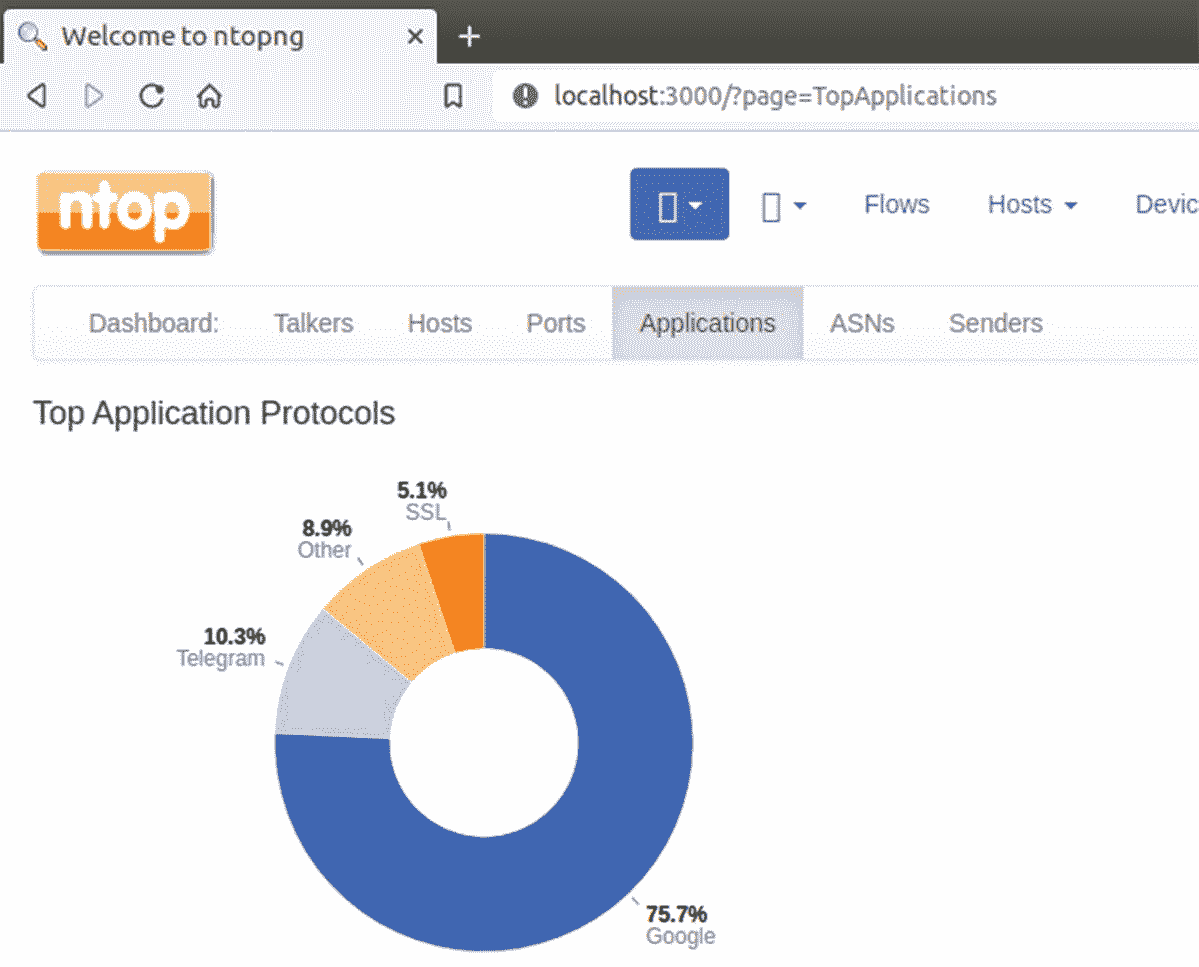 Welcome to ntopng
localhost:3000/?page=TopApplications
ntop
Flows Hosts Devic
Dashboard: Talkers Hosts Ports Applications ASNs Senders
Top Application Protocols
5.1%
SSL
8.9%
Other
10.3%
Telegram
75.7%
Google